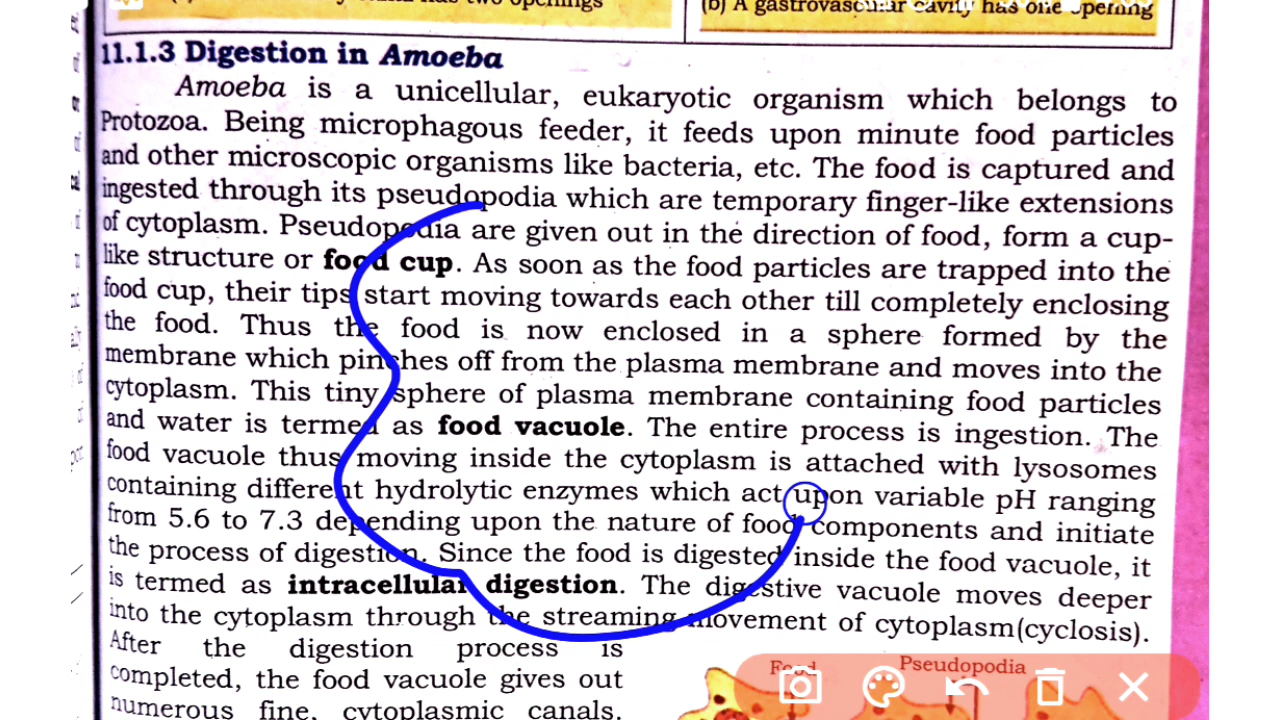 has two openings
(b) A gastrovascular cavity has one opening
11.1.3 Digestion in Amoeba
Amoeba is a unicellular, eukaryotic organism which belongs to
Protozoa. Being microphagous feeder, it feeds upon minute food particles
and other microscopic organisms like bacteria, etc. The food is captured and
ingested through its pseudopodia which are temporary finger-like extensions
of cytoplasm. Pseudopodia are given out in the direction of food, form a cup-
like structure or food cup. As soon as the food particles are trapped into the
food cup, their tips start moving towards each other till completely enclosing
the food. Thus the food is now enclosed in a sphere formed by the
membrane which pinches off from the plasma membrane and moves into the
cytoplasm. This tiny sphere of plasma membrane containing food particles
and water is termed as food vacuole. The entire process is ingestion. The
food vacuole thus moving inside the cytoplasm is attached with lysosomes
containing different hydrolytic enzymes which act upon variable pH ranging
from 5.6 to 7.3 depending upon the nature of food components and initiate
the process of digestion. Since the food is digested inside the food vacuole, it
is termed as intracellular digestion. The digestive vacuole moves deeper
into the cytoplasm through the streaming movement of cytoplasm(cyclosis).
After the digestion process is
completed, the food vacuole gives out
numerous fine, cytoplasmic canals.
Food
Pseudopodia